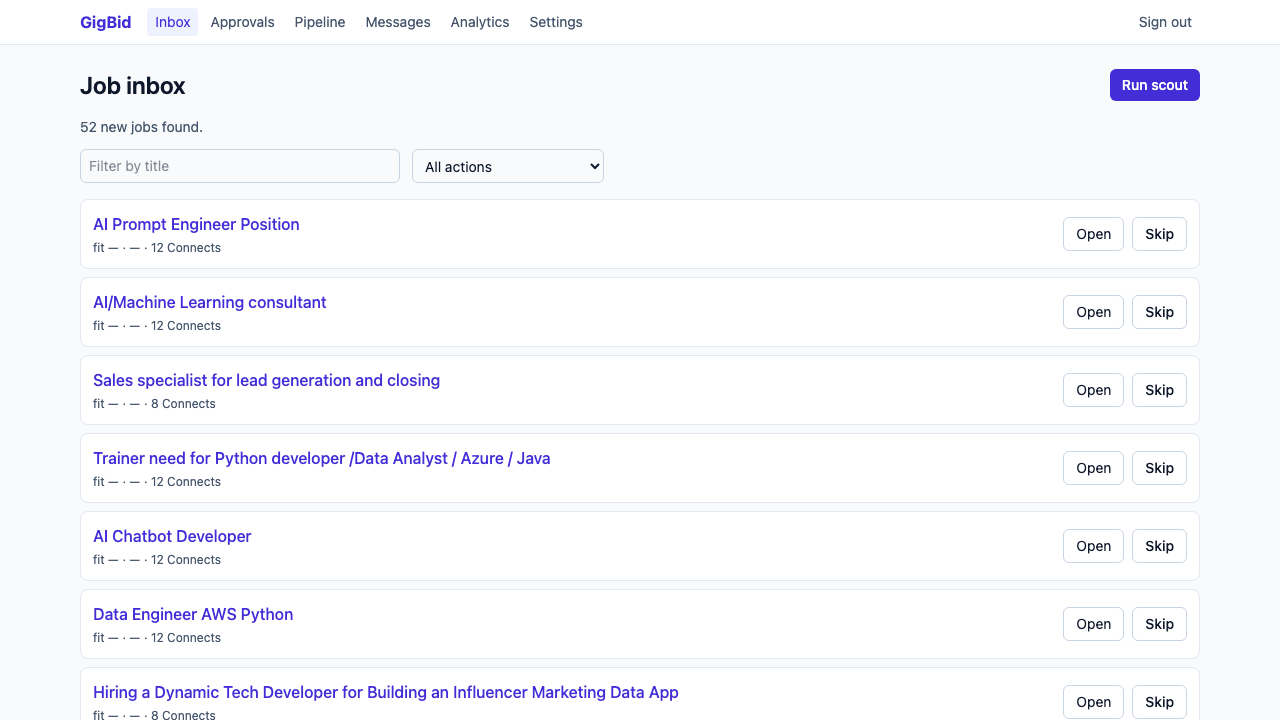 GigBid Inbox Approvals Pipeline Messages Analytics Settings Sign out
Job inbox Run scout
52 new jobs found.
Filter by title All actions
AI Prompt Engineer Position
fit — · — · 12 Connects
Open Skip
AI/Machine Learning consultant
fit — · — · 12 Connects
Open Skip
Sales specialist for lead generation and closing
fit — · — · 8 Connects
Open Skip
Trainer need for Python developer /Data Analyst / Azure / Java
fit — · — · 12 Connects
Open Skip
AI Chatbot Developer
fit — · — · 12 Connects
Open Skip
Data Engineer AWS Python
fit — · — · 12 Connects
Open Skip
Hiring a Dynamic Tech Developer for Building an Influencer Marketing Data App
fit — · — · 8 Connects
Open Skip